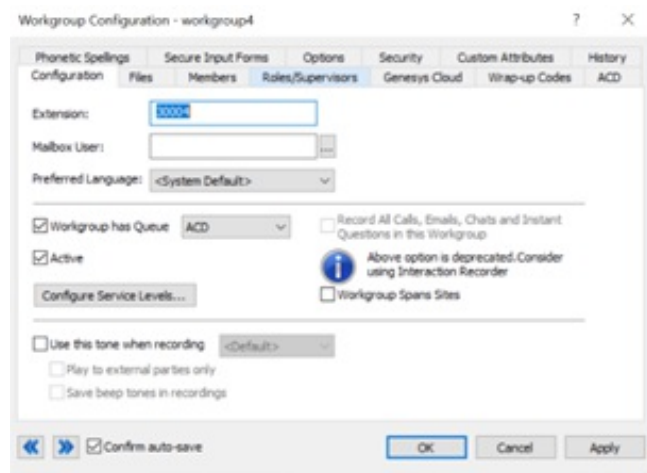 Workgroup Configuration - workgroup4 ? ×
Phonetic Spellings Secure Input Forms Options Security Custom Attributes History
Configuration Files Members Roles/Supervisors Genesys Cloud Wrap-up Codes ACD
Extension: 30004
Mailbox User: ...
Preferred Language: <System Default>
Workgroup has Queue ACD
Record All Calls, Emails, Chats and Instant
Questions in this Workgroup
Active
Above option is deprecated.Consider
using Interaction Recorder
Configure Service Levels...
Workgroup Spans Sites
Use this tone when recording <Default>
Play to external parties only
Save beep tones in recordings
Confirm auto-save OK Cancel Apply